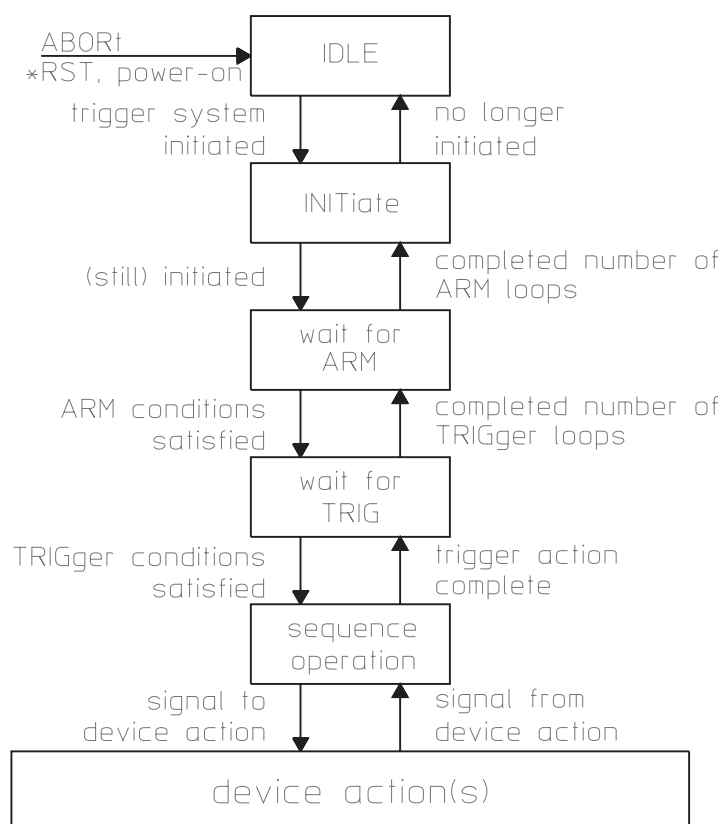 ABORt
*RST, power-on
IDLE
trigger system
initiated
no longer
initiated
INITiate
(still) initiated
completed number of
ARM loops
wait for
ARM
ARM conditions
satisfied
completed number of
TRIGger loops
wait for
TRIG
TRIGger conditions
satisfied
trigger action
complete
sequence
operation
signal to
device action
signal from
device action
device action(s)